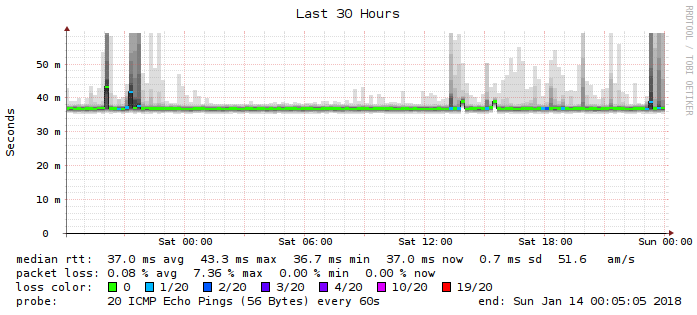 Last 30 Hours
RRDTOOL / TOBI OETIKER
Seconds
50 m
40 m
30 m
20 m
10 m
0
Sat 00:00 Sat 06:00 Sat 12:00 Sat 18:00 Sun 00:00
median rtt: 37.0 ms avg 43.3 ms max 36.7 ms min 37.0 ms now 0.7 ms sd 51.6 am/s
packet loss: 0.08 % avg 7.36 % max 0.00 % min 0.00 % now
loss color: 0 1/20 2/20 3/20 4/20 10/20 19/20
probe: 20 ICMP Echo Pings (56 Bytes) every 60s end: Sun Jan 14 00:05:05 2018